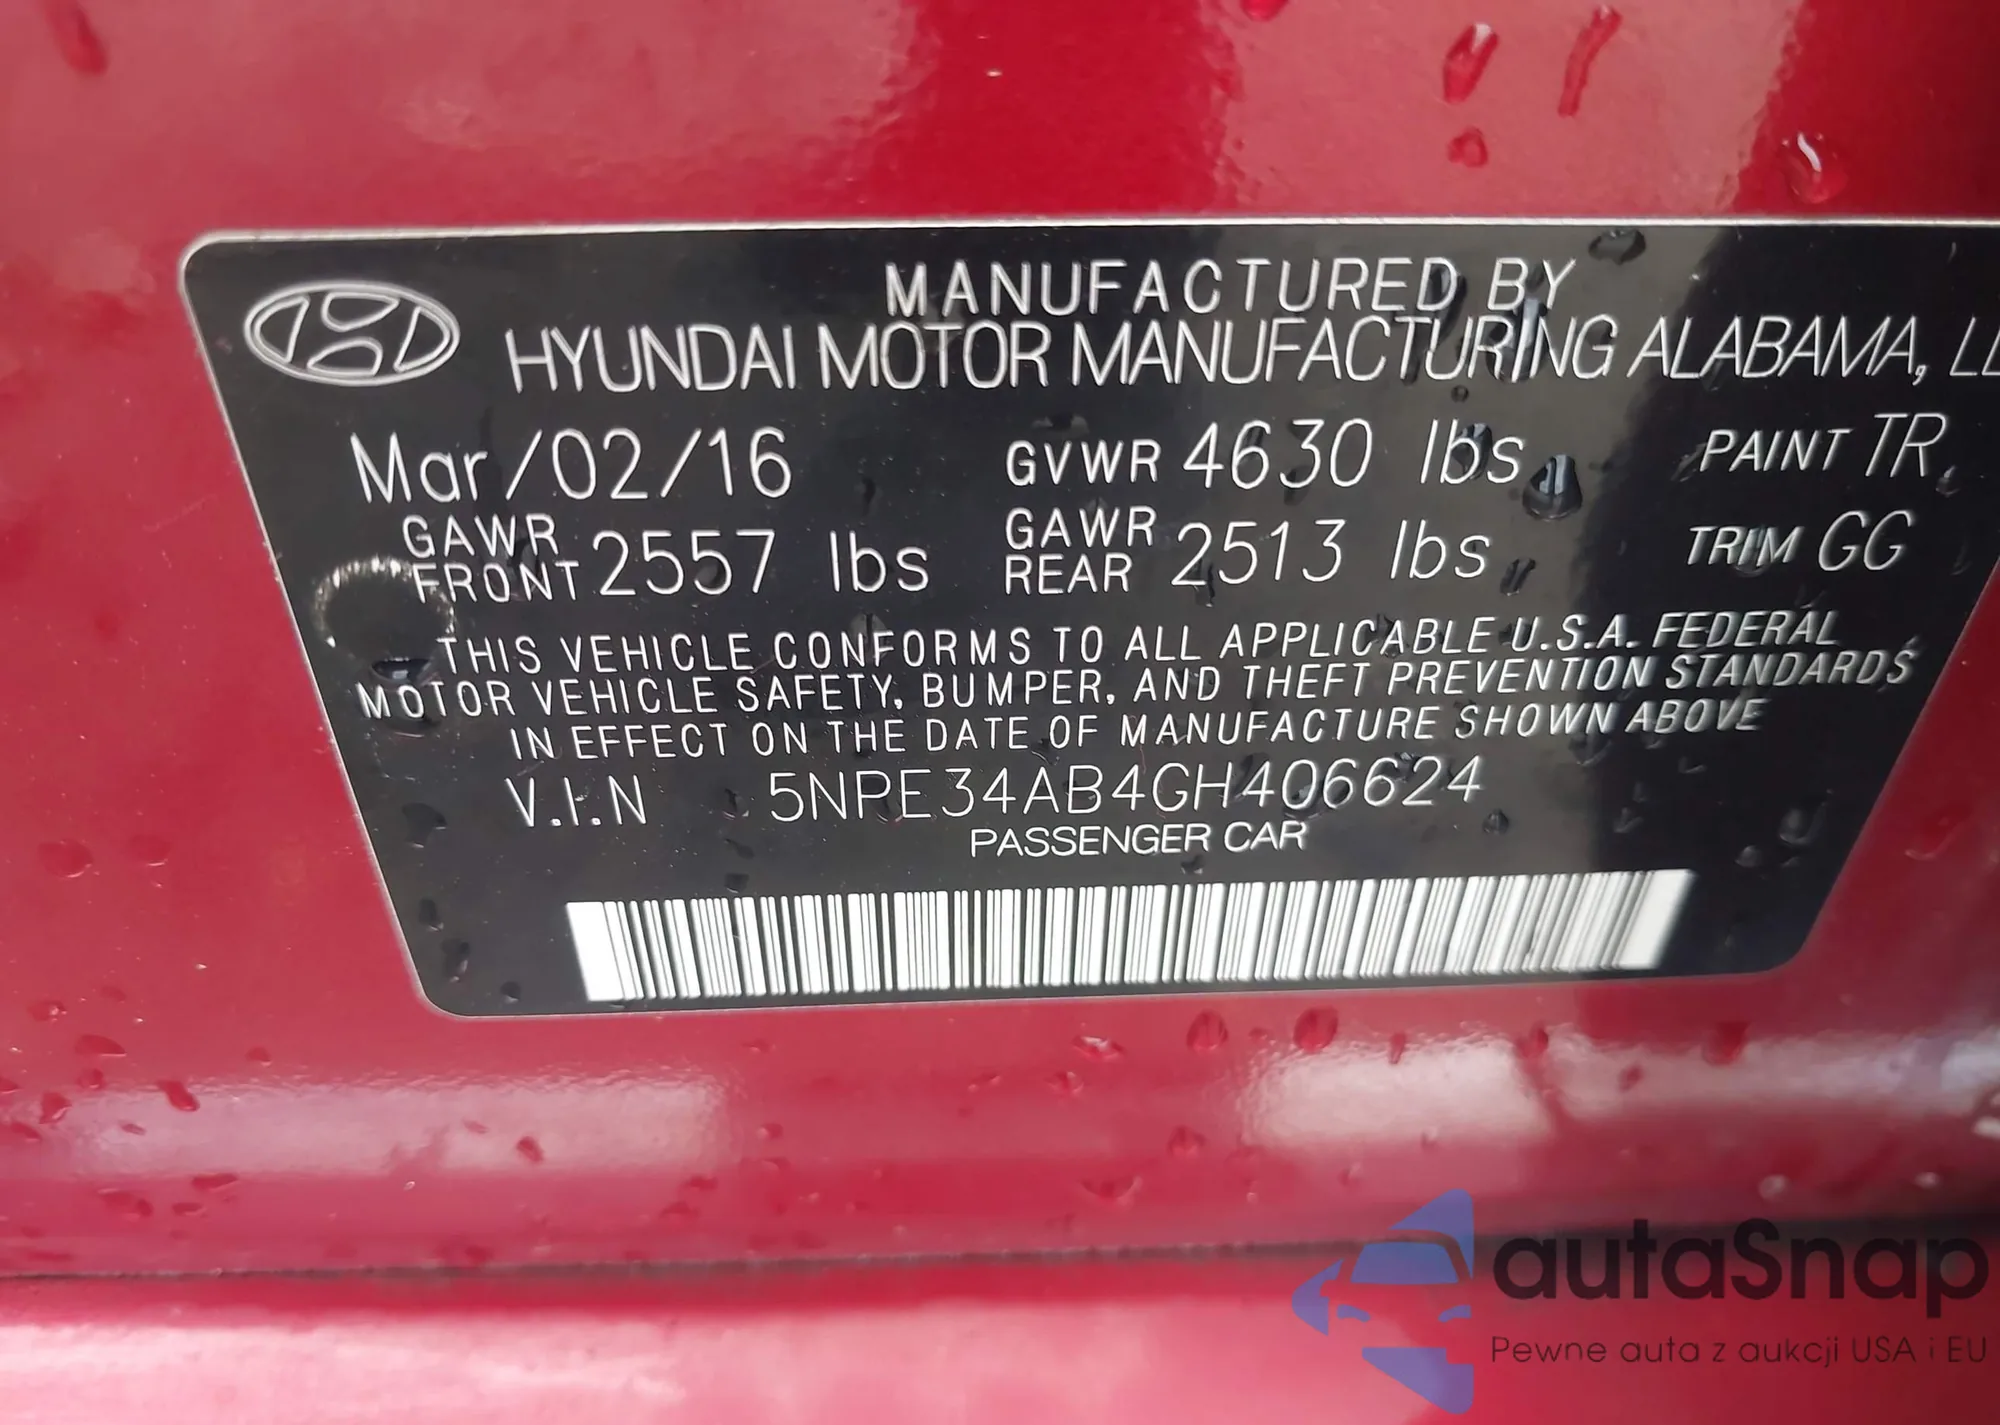 MANUFACTURED BY
HYUNDAI MOTOR MANUFACTURING ALABAMA, LL
Mar/02/16 GVWR 4630 lbs PAINT TR
GAWR FRONT 2557 lbs GAWR REAR 2513 lbs TRIM GG
THIS VEHICLE CONFORMS TO ALL APPLICABLE U.S.A. FEDERAL
MOTOR VEHICLE SAFETY, BUMPER, AND THEFT PREVENTION STANDARDS
IN EFFECT ON THE DATE OF MANUFACTURE SHOWN ABOVE
V.I.N 5NPE34AB4GH406624
PASSENGER CAR
autaSnap
Pewne auta z aukcji USA i EU